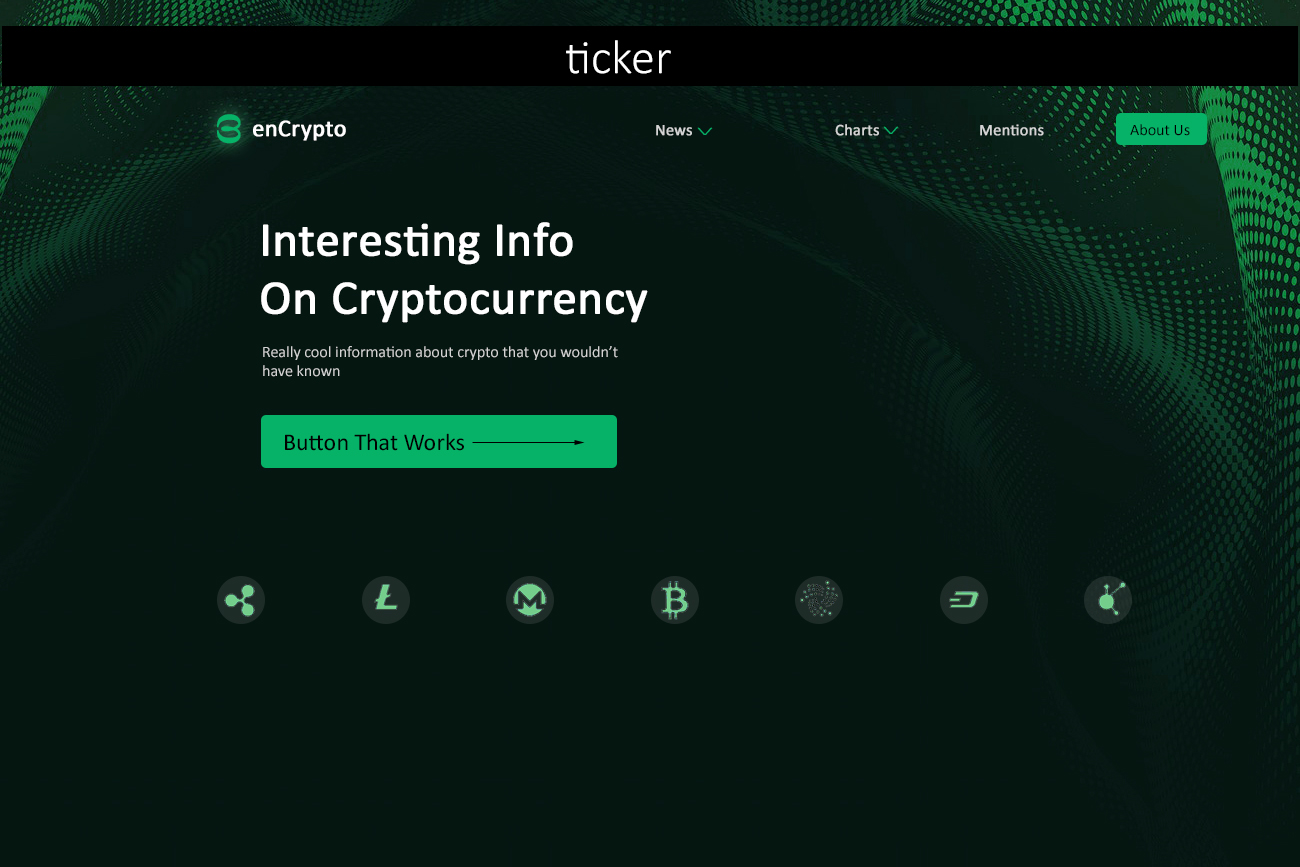 ticker
enCrypto
News
Charts
Mentions
About Us
Interesting Info
On Cryptocurrency
Really cool information about crypto that you wouldn’t
have known
Button That Works